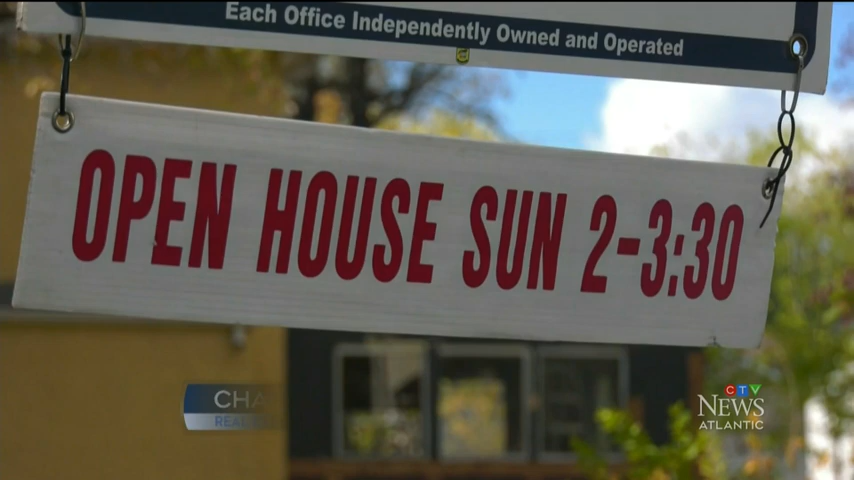 Each Office Independently Owned and Operated
OPEN HOUSE SUN 2-3:30
CTV
NEWS
ATLANTIC